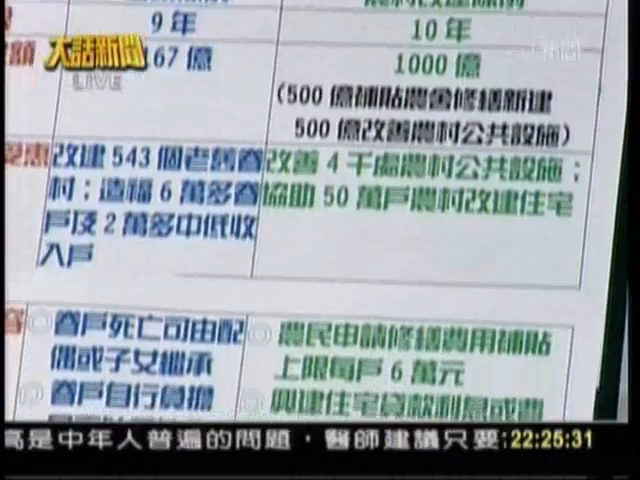 9 年
10 年
大話新聞
LIVE
67 億
1000 億
(500 億補貼農舍修繕新建
500 億改善農村公共設施)
改建 543 個老舊眷
村；造福 6 萬多眷
戶及 2 萬多中低收
入戶
改善 4 千處農村公共設施；
協助 50 萬戶農村改建住宅
◎ 眷戶死亡可由配
偶或子女繼承
◎ 眷戶自行負擔
◎ 農民申請修繕費用補貼
上限每戶 6 萬元
◎ 興建住宅貸款利息或書
高是中年人普遍的問題，醫師建議只要;
22:25:31